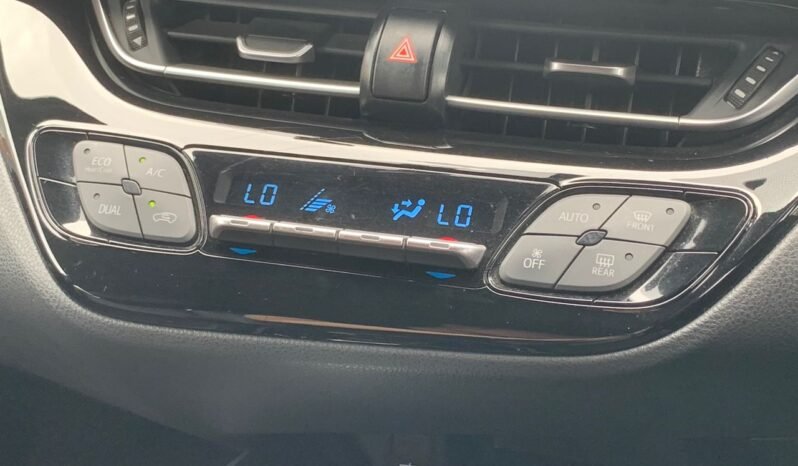 ECO
A/C
DUAL
LO
LO
AUTO
FRONT
OFF
REAR